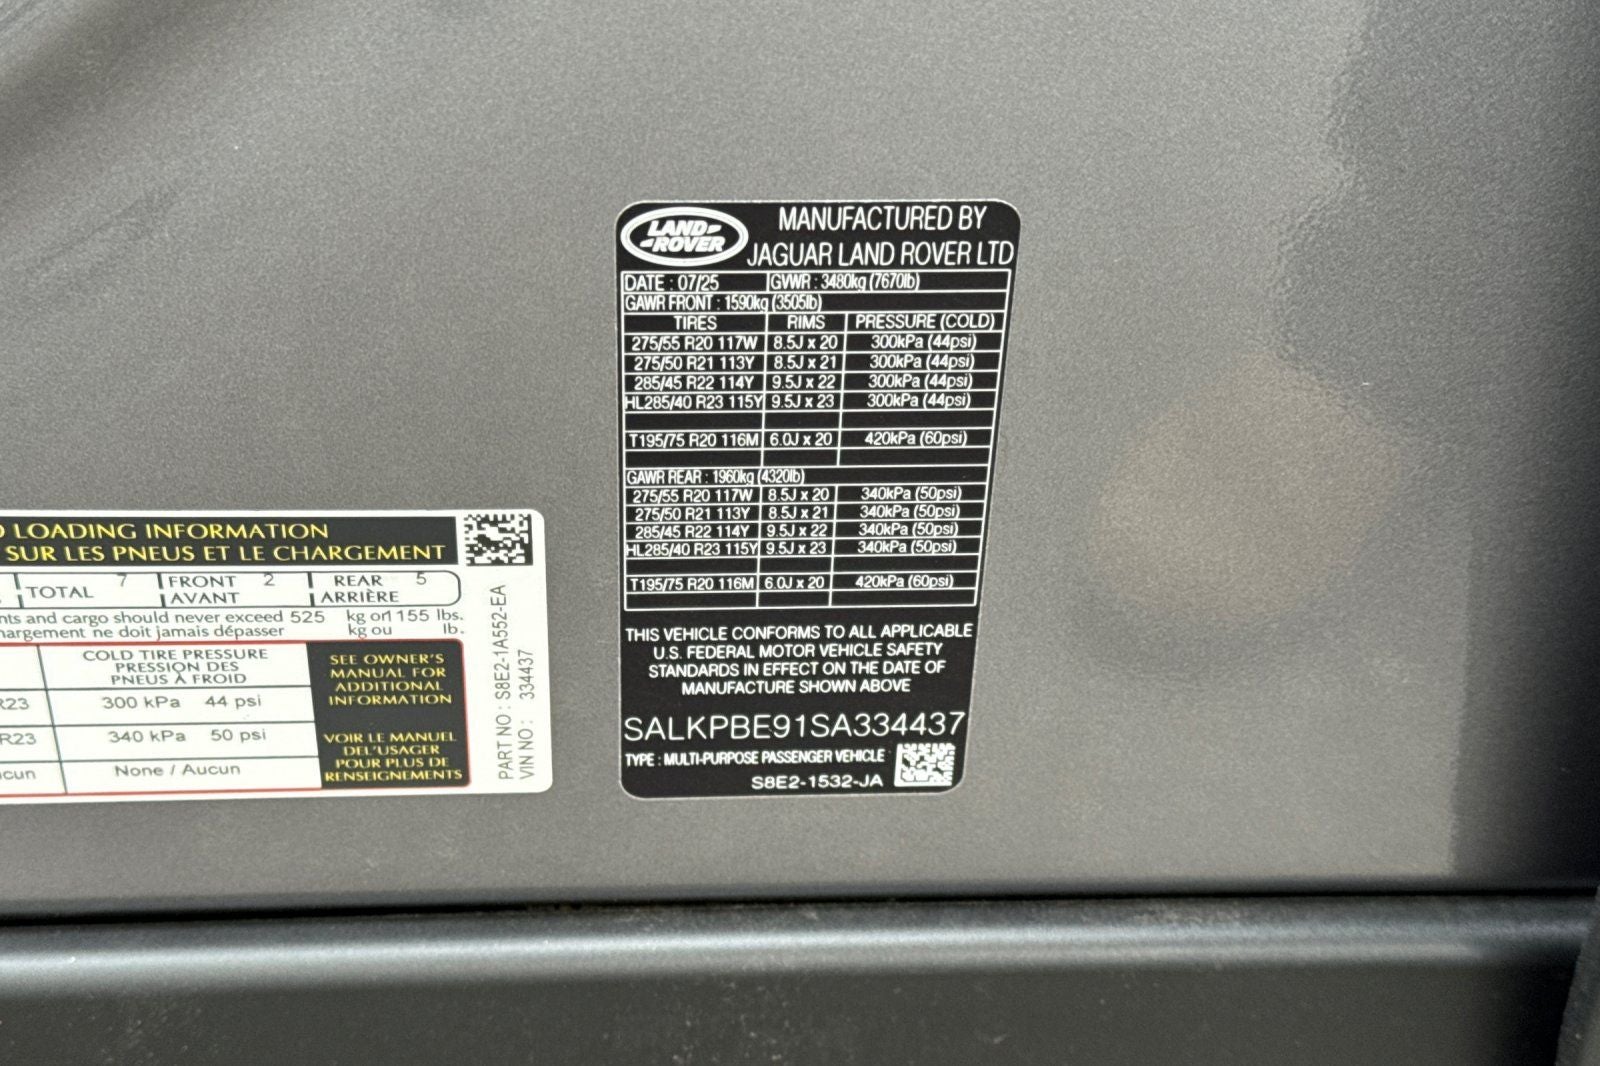 LAND-
-ROVER
MANUFACTURED BY
JAGUAR LAND ROVER LTD
DATE : 07/25 GVWR : 3480kg (7670lb)
GAWR FRONT : 1590kg (3505lb)
TIRES RIMS PRESSURE (COLD)
275/55 R20 117W 8.5J x 20 300kPa (44psi)
275/50 R21 113Y 8.5J x 21 300kPa (44psi)
285/45 R22 114Y 9.5J x 22 300kPa (44psi)
HL285/40 R23 115Y 9.5J x 23 300kPa (44psi)
T195/75 R20 116M 6.0J x 20 420kPa (60psi)
GAWR REAR : 1960kg (4320lb)
275/55 R20 117W 8.5J x 20 340kPa (50psi)
275/50 R21 113Y 8.5J x 21 340kPa (50psi)
285/45 R22 114Y 9.5J x 22 340kPa (50psi)
HL285/40 R23 115Y 9.5J x 23 340kPa (50psi)
T195/75 R20 116M 6.0J x 20 420kPa (60psi)
THIS VEHICLE CONFORMS TO ALL APPLICABLE
U.S. FEDERAL MOTOR VEHICLE SAFETY
STANDARDS IN EFFECT ON THE DATE OF
MANUFACTURE SHOWN ABOVE
SALKPBE91SA334437
TYPE : MULTI-PURPOSE PASSENGER VEHICLE
S8E2-1532-JA
LOADING INFORMATION
SUR LES PNEUS ET LE CHARGEMENT
TOTAL 7 FRONT 2 REAR 5
AVANT ARRIÈRE
and cargo should never exceed 525 kg or 1155 lbs.
ne doit jamais dépasser kg ou lb.
COLD TIRE PRESSURE
PRESSION DES
PNEUS À FROID
R23 300 kPa 44 psi
R23 340 kPa 50 psi
None / Aucun
SEE OWNER'S
MANUAL FOR
ADDITIONAL
INFORMATION
VOIR LE MANUEL
DEL'USAGER
POUR PLUS DE
RENSEIGNEMENTS
PART NO : S8E2-1A552-EA
VIN NO : 334437